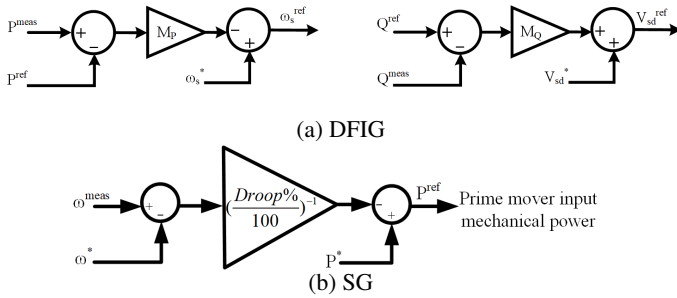 P^meas
+
−
P^ref
M_P
−
+
ω_s^ref
ω_s^*
Q^ref
+
−
Q^meas
M_Q
+
+
V_sd^ref
V_sd^*
(a) DFIG
ω^meas
+
-
ω^*
(Droop%/100)^−1
-
+
P^ref
P^*
Prime mover input
mechanical power
(b) SG